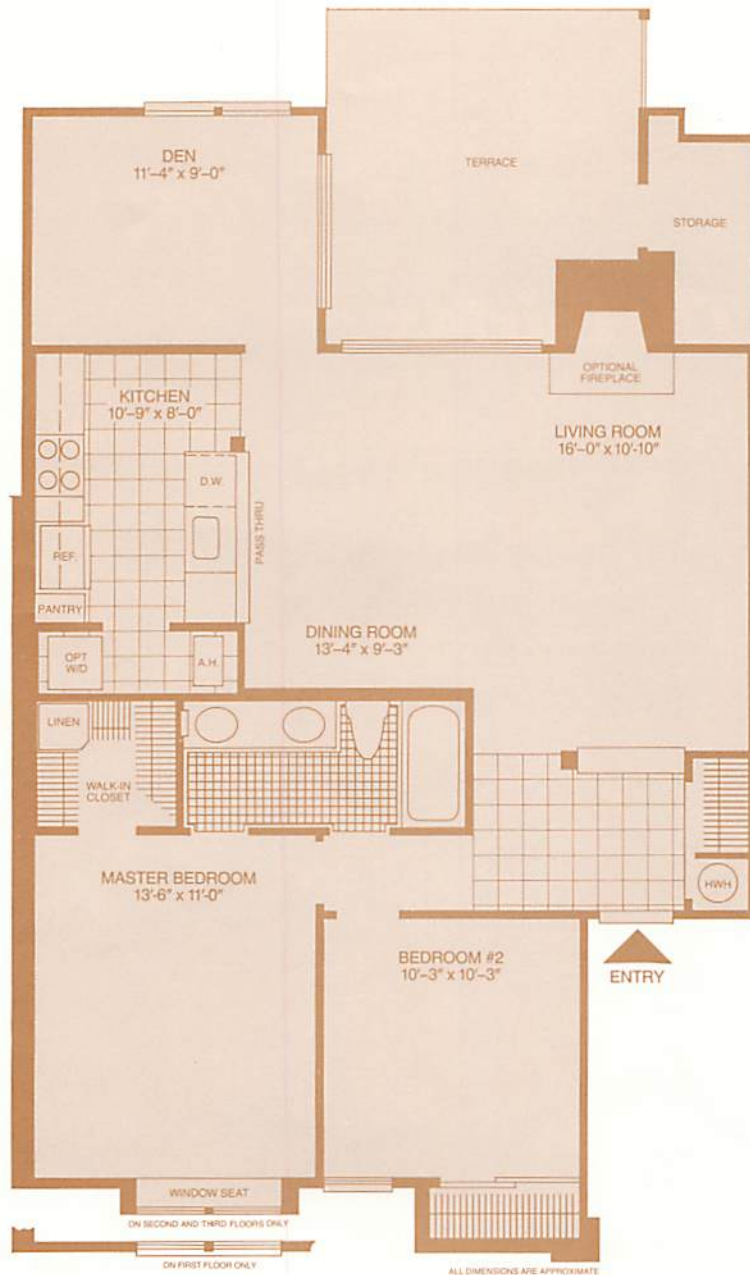 DEN
11'–4" x 9'–0"
TERRACE
STORAGE
OPTIONAL
FIREPLACE
KITCHEN
10'–9" x 8'–0"
LIVING ROOM
16'–0" x 10'-10"
D.W.
PASS THRU
REF.
PANTRY
DINING ROOM
13'–4" x 9'–3"
OPT
W/D
A.H.
LINEN
WALK-IN
CLOSET
MASTER BEDROOM
13'-6" x 11'-0"
HWH
BEDROOM #2
10'–3" x 10'–3"
ENTRY
WINDOW SEAT
ON SECOND AND THIRD FLOORS ONLY
ON FIRST FLOOR ONLY
ALL DIMENSIONS ARE APPROXIMATE